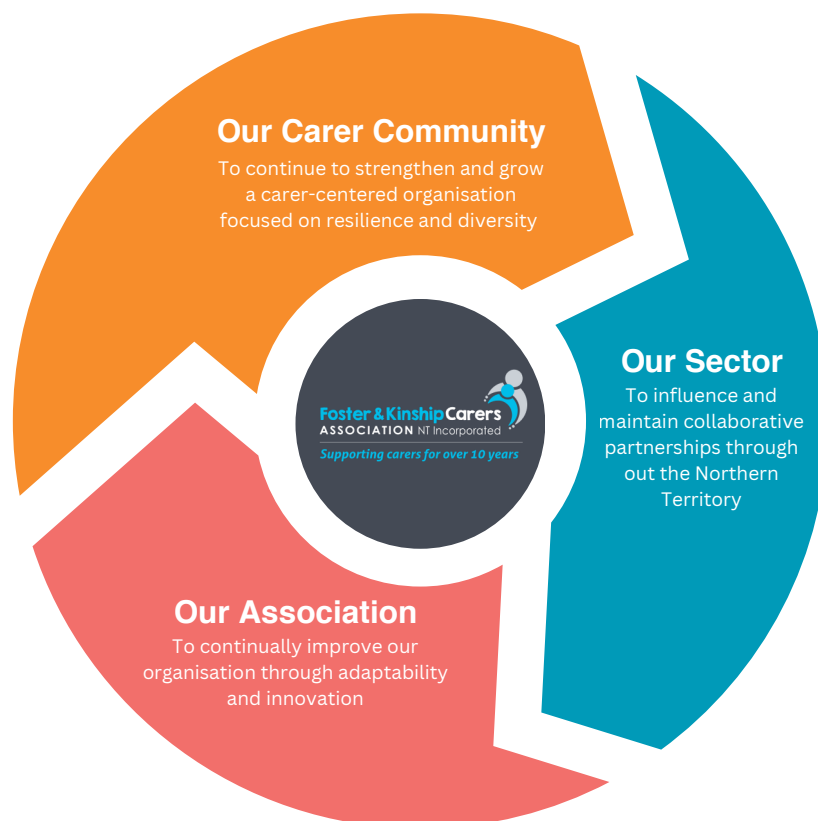 Our Carer Community
To continue to strengthen and grow
a carer-centered organisation
focused on resilience and diversity
Our Sector
To influence and
maintain collaborative
partnerships through
out the Northern
Territory
Foster & Kinship Carers
ASSOCIATION NT Incorporated
Supporting carers for over 10 years
Our Association
To continually improve our
organisation through adaptability
and innovation